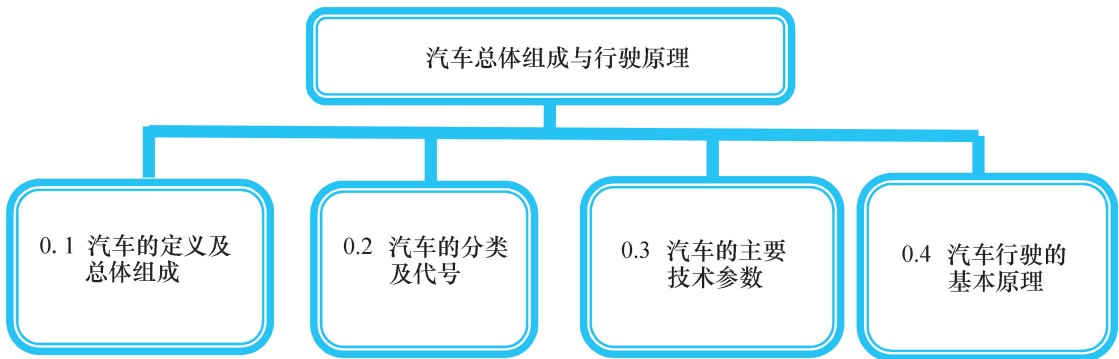 汽车总体组成与行驶原理
0.1 汽车的定义及
总体组成
0.2 汽车的分类
及代号
0.3 汽车的主要
技术参数
0.4 汽车行驶的
基本原理